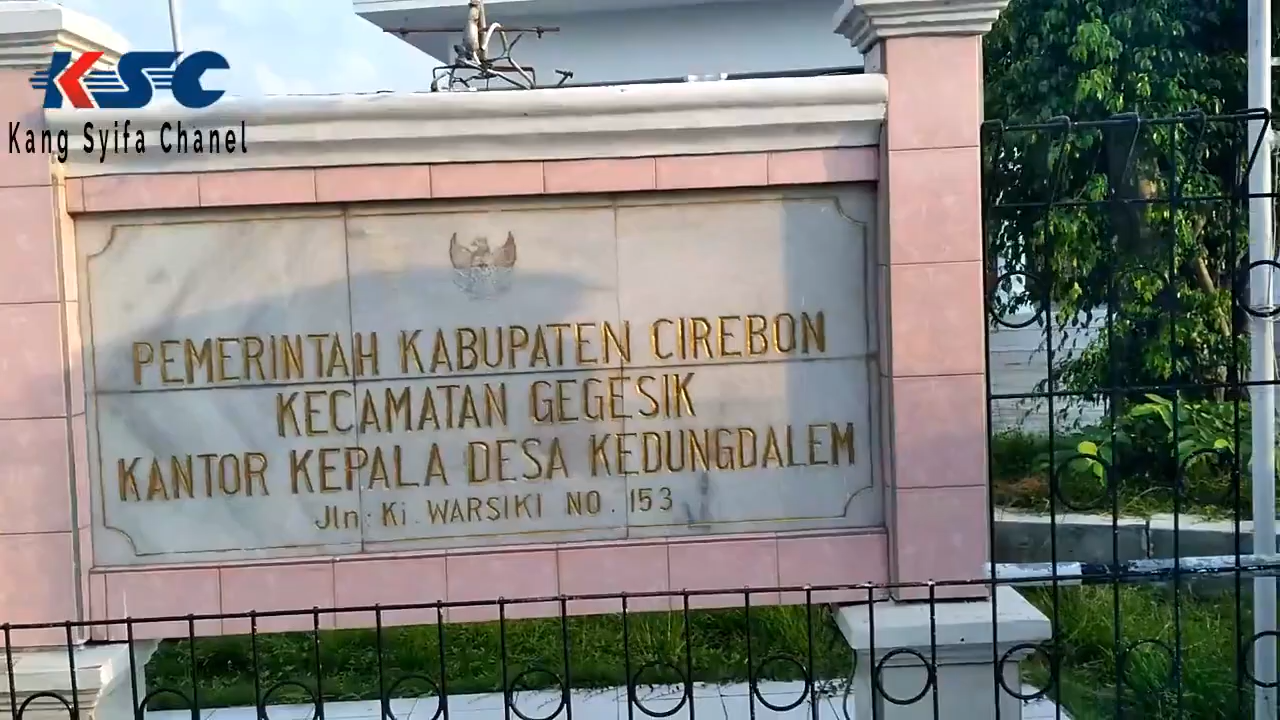 KSC
Kang Syifa Chanel
PEMERINTAH KABUPATEN CIREBON
KECAMATAN GEGESIK
KANTOR KEPALA DESA KEDUNGDALEM
Jln. Ki. WARSIKI NO. 153